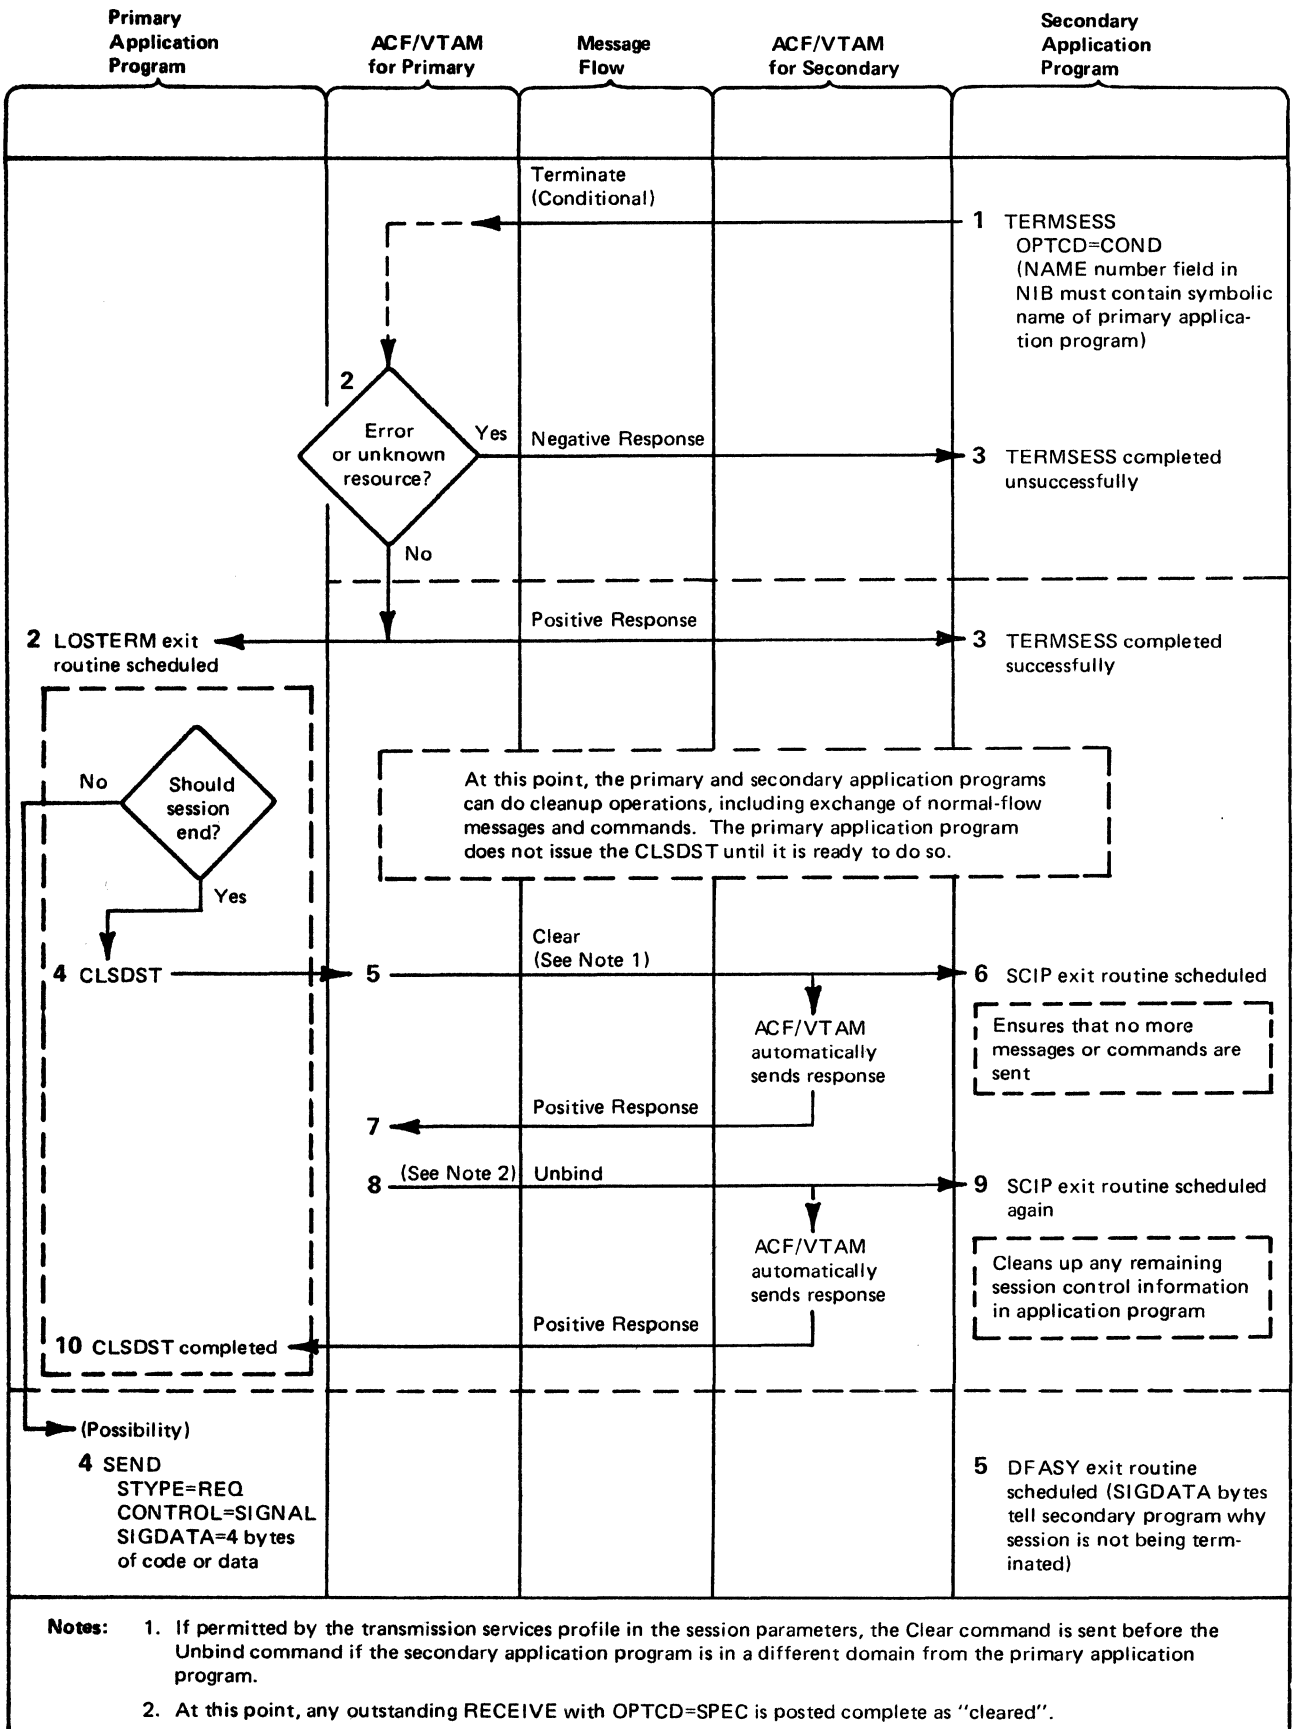 Primary
Application
Program
ACF/VTAM
for Primary
Message
Flow
ACF/VTAM
for Secondary
Secondary
Application
Program
Terminate
(Conditional)
1 TERMSESS
OPTCD=COND
(NAME number field in
NIB must contain symbolic
name of primary applica-
tion program)
2
Error
or unknown
resource?
Yes
Negative Response
3 TERMSESS completed
unsuccessfully
No
2 LOSTERM exit
routine scheduled
Positive Response
3 TERMSESS completed
successfully
No
Should
session
end?
Yes
At this point, the primary and secondary application programs
can do cleanup operations, including exchange of normal-flow
messages and commands. The primary application program
does not issue the CLSDST until it is ready to do so.
4 CLSDST
5
Clear
(See Note 1)
6 SCIP exit routine scheduled
ACF/VTAM
automatically
sends response
Ensures that no more
messages or commands are
sent
7
Positive Response
8
(See Note 2) Unbind
9 SCIP exit routine scheduled
again
ACF/VTAM
automatically
sends response
Cleans up any remaining
session control information
in application program
10 CLSDST completed
Positive Response
(Possibility)
4 SEND
STYPE=REQ
CONTROL=SIGNAL
SIGDATA=4 bytes
of code or data
5 DFASY exit routine
scheduled (SIGDATA bytes
tell secondary program why
session is not being term-
inated)
Notes: 1. If permitted by the transmission services profile in the session parameters, the Clear command is sent before the
Unbind command if the secondary application program is in a different domain from the primary application
program.
2. At this point, any outstanding RECEIVE with OPTCD=SPEC is posted complete as "cleared".